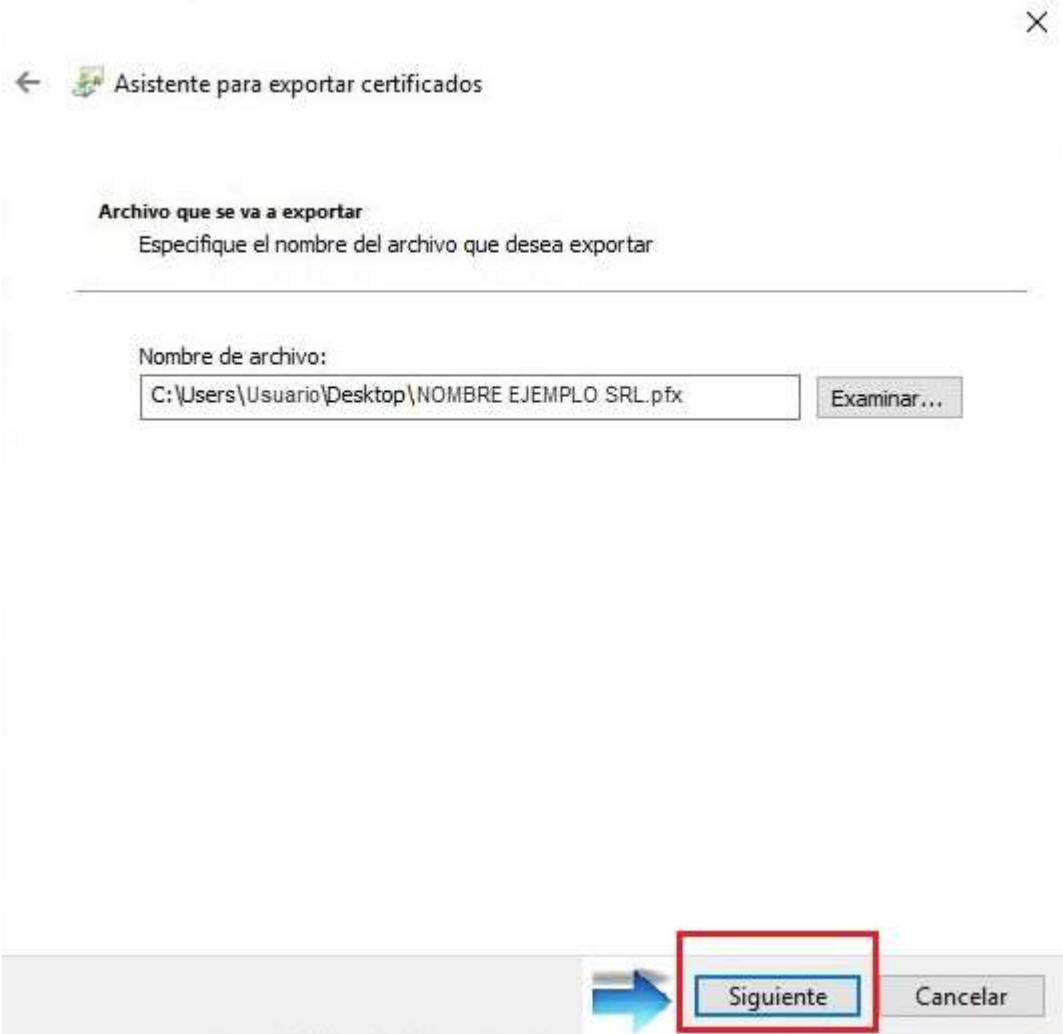 Asistente para exportar certificados
Archivo que se va a exportar
Especifique el nombre del archivo que desea exportar
Nombre de archivo:
C:\Users\Usuario\Desktop\NOMBRE EJEMPLO SRL.pfx
Examinar...
Siguiente
Cancelar